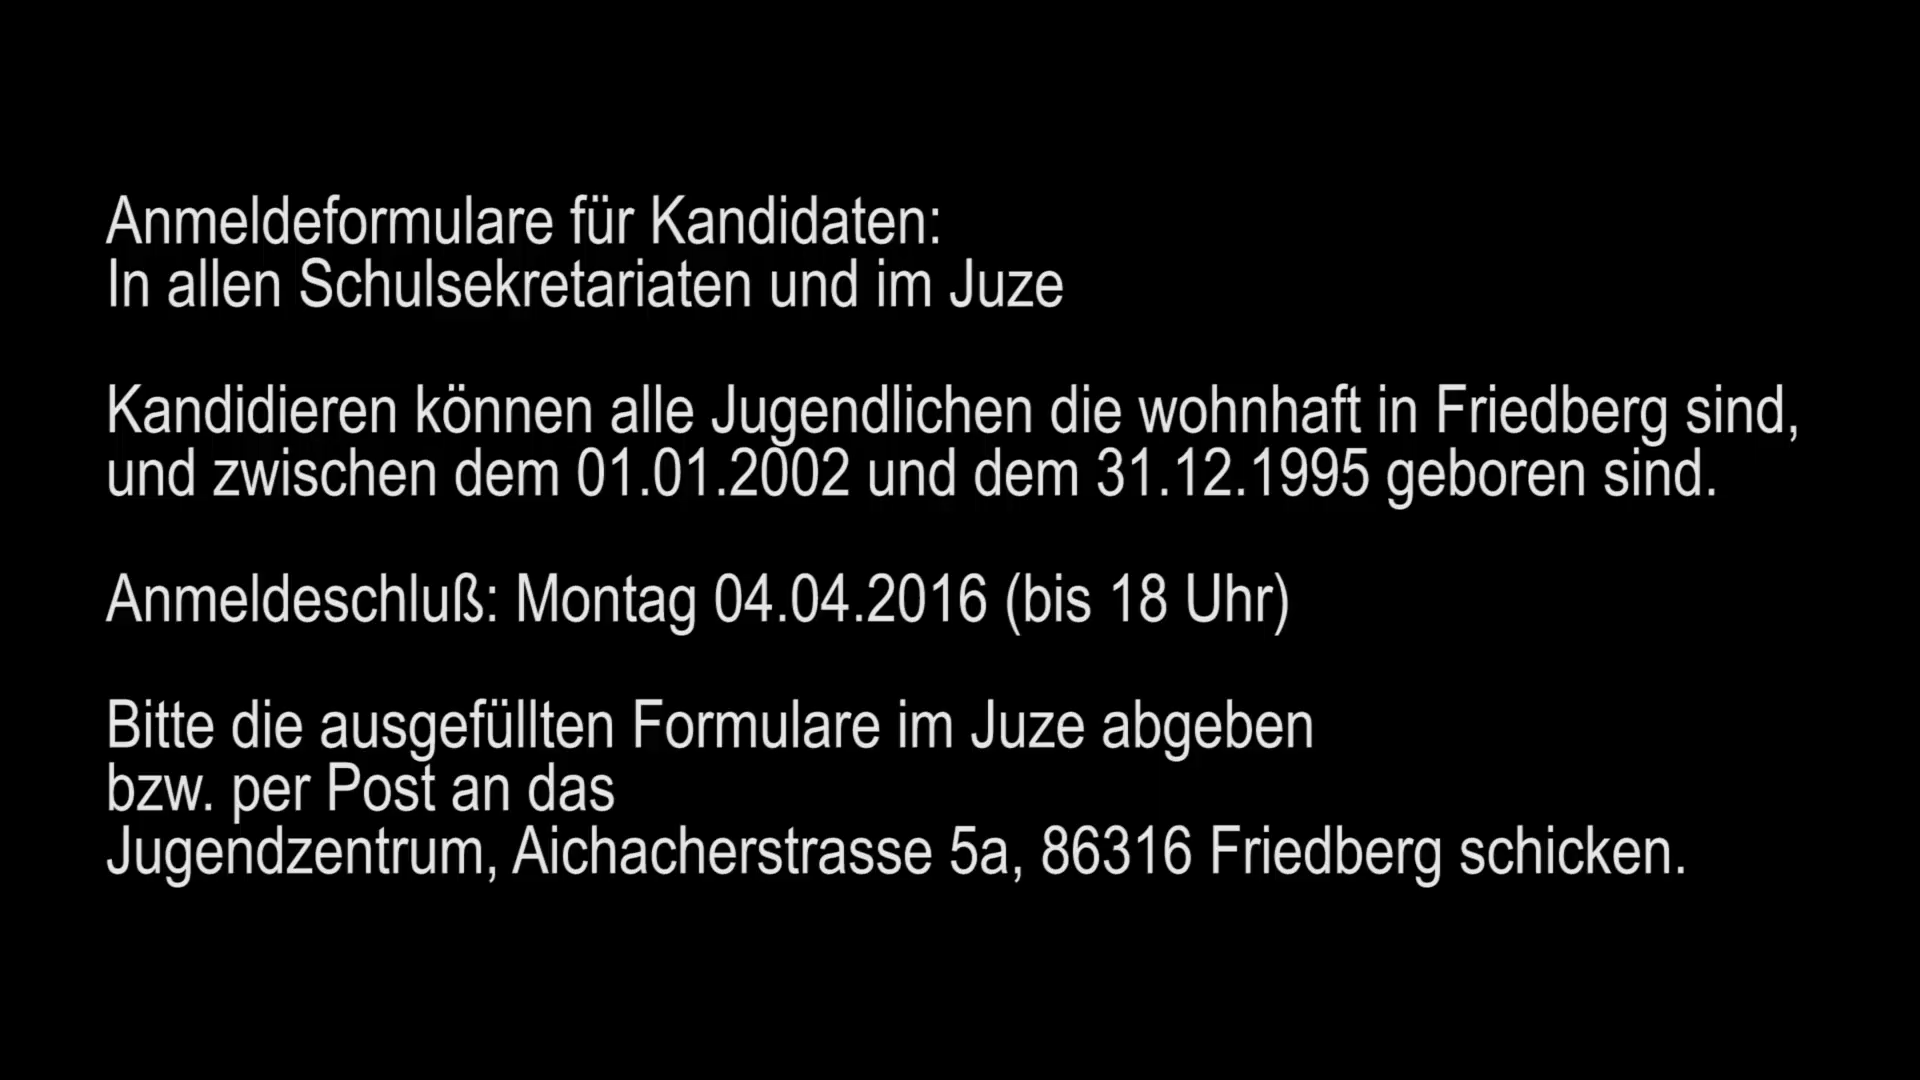 Anmeldeformulare für Kandidaten:
In allen Schulsekretariaten und im Juze
Kandidieren können alle Jugendlichen die wohnhaft in Friedberg sind,
und zwischen dem 01.01.2002 und dem 31.12.1995 geboren sind.
Anmeldeschluß: Montag 04.04.2016 (bis 18 Uhr)
Bitte die ausgefüllten Formulare im Juze abgeben
bzw. per Post an das
Jugendzentrum, Aichacherstrasse 5a, 86316 Friedberg schicken.